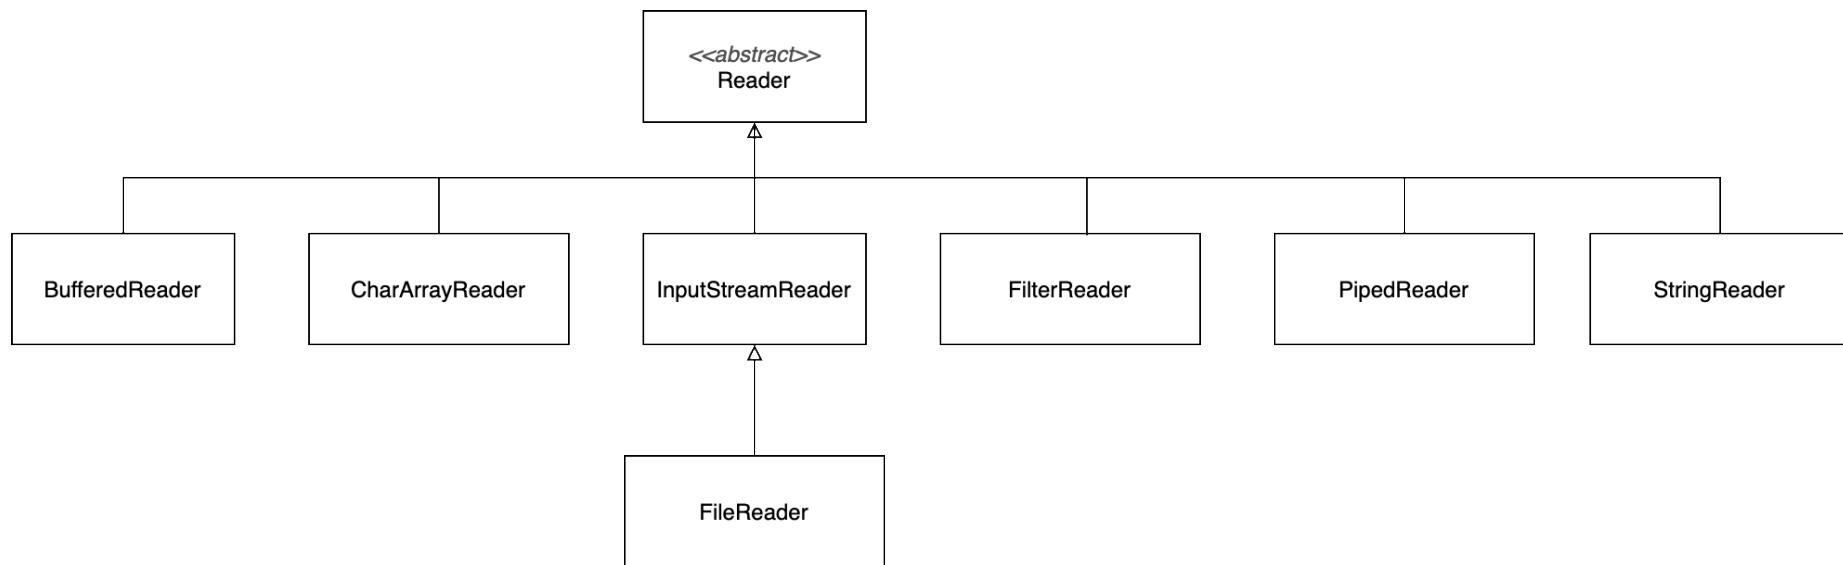 <<abstract>>
Reader
BufferedReader
CharArrayReader
InputStreamReader
FilterReader
PipedReader
StringReader
FileReader